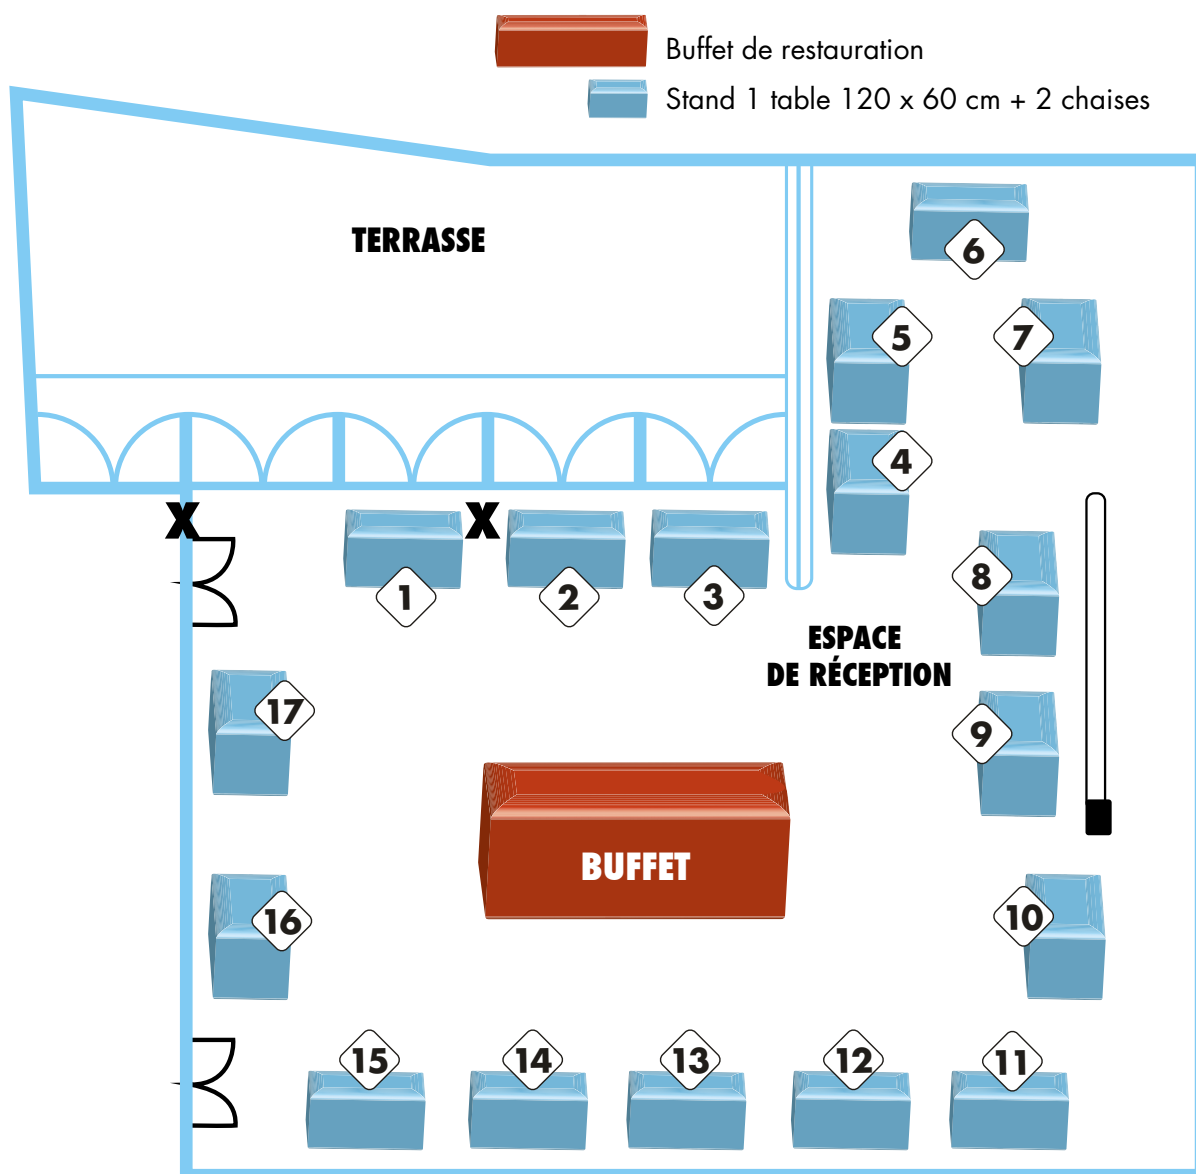 Buffet de restauration
Stand 1 table 120 x 60 cm + 2 chaises
TERRASSE
6
5
7
4
X
X
8
1
2
3
ESPACE
DE RÉCEPTION
17
9
BUFFET
16
10
15
14
13
12
11